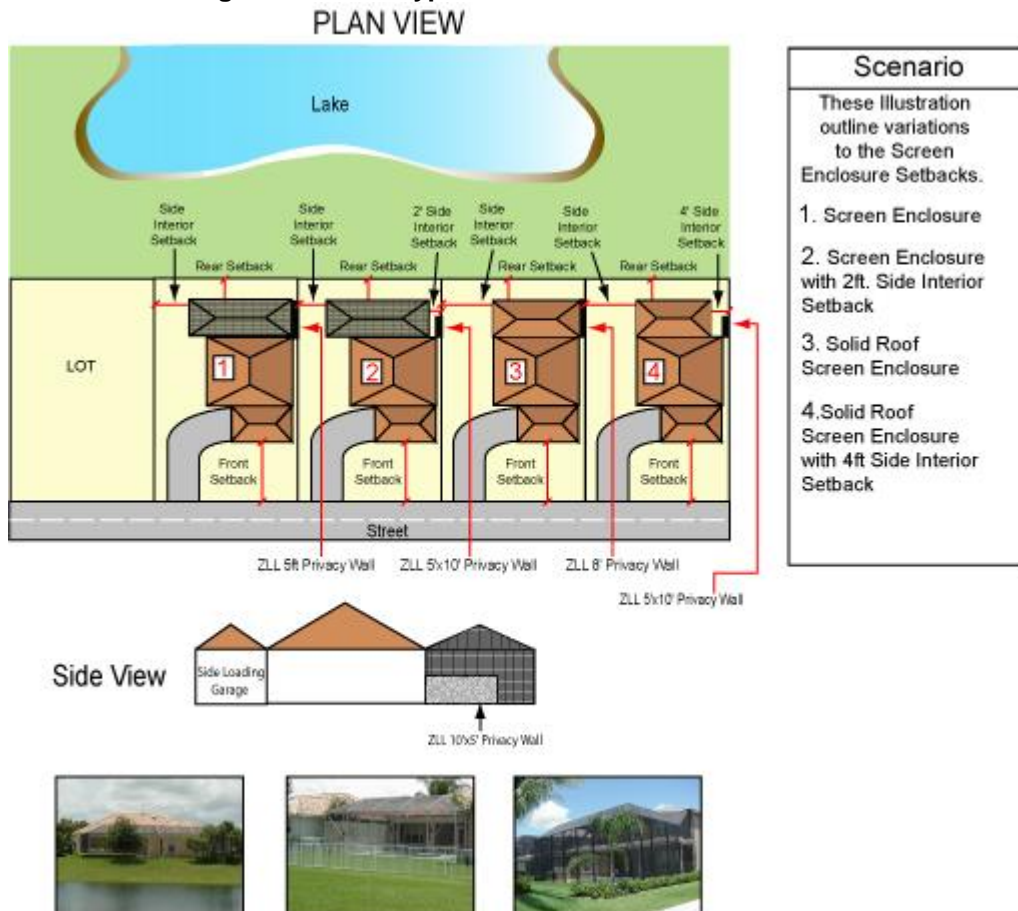 PLAN VIEW
Lake
Side
Interior
Setback
Side
Interior
Setback
2' Side
Interior
Setback
Side
Interior
Setback
Side
Interior
Setback
4' Side
Interior
Setback
Rear Setback
Rear Setback
Rear Setback
Rear Setback
LOT
1
2
3
4
Front
Setback
Front
Setback
Front
Setback
Front
Setback
Street
ZLL 5ft Privacy Wall
ZLL 5'x10' Privacy Wall
ZLL 8' Privacy Wall
ZLL 5'x10' Privacy Wall
Scenario
These Illustration
outline variations
to the Screen
Enclosure Setbacks.
1. Screen Enclosure
2. Screen Enclosure
with 2ft. Side Interior
Setback
3. Solid Roof
Screen Enclosure
4.Solid Roof
Screen Enclosure
with 4ft Side Interior
Setback
Side View
Side Loading
Garage
ZLL 10'x5' Privacy Wall